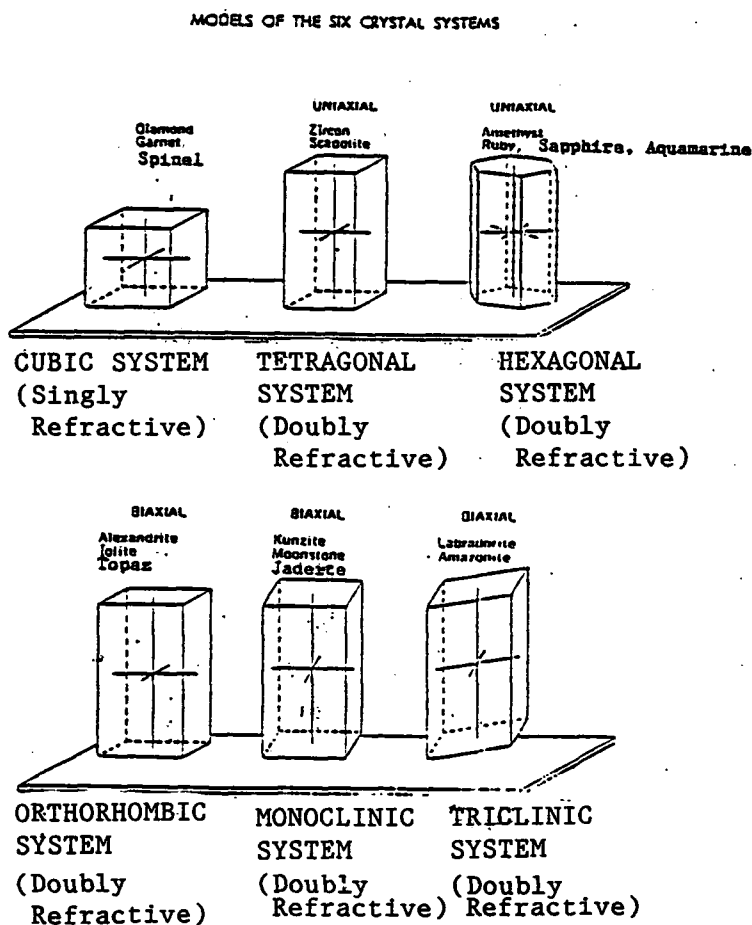 MODELS OF THE SIX CRYSTAL SYSTEMS
Diamond
Garnet,
Spinel
UNIAXIAL
Zircon
Scapolite
UNIAXIAL
Amethyst
Ruby, Sapphire, Aquamarine
CUBIC SYSTEM
(Singly
Refractive)
TETRAGONAL
SYSTEM
(Doubly
Refractive)
HEXAGONAL
SYSTEM
(Doubly
Refractive)
BIAXIAL
Alexandrite
Iolite
Topaz
BIAXIAL
Kunzite
Moonstone
Jadeite
BIAXIAL
Labradorite
Amazonite
ORTHORHOMBIC
SYSTEM
(Doubly
Refractive)
MONOCLINIC
SYSTEM
(Doubly
Refractive)
TRICLINIC
SYSTEM
(Doubly
Refractive)